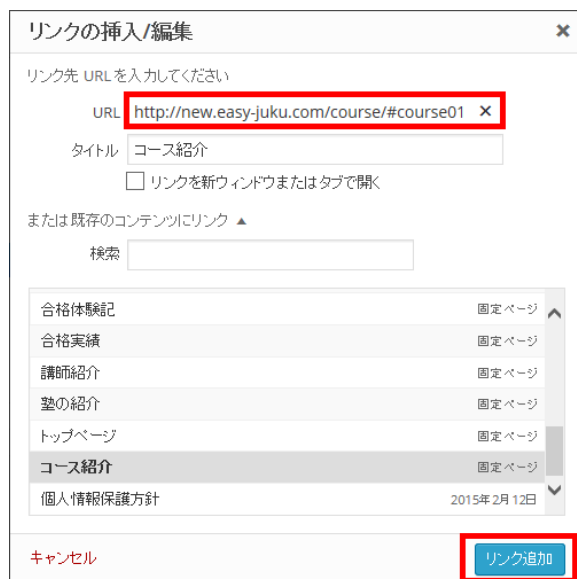 リンクの挿入/編集 ×
リンク先 URL を入力してください
URL http://new.easy-juku.com/course/#course01 ×
タイトル コース紹介
リンクを新ウィンドウまたはタブで開く
または既存のコンテンツにリンク ▲
検索
合格体験記 固定ページ
合格実績 固定ページ
講師紹介 固定ページ
塾の紹介 固定ページ
トップページ 固定ページ
コース紹介 固定ページ
個人情報保護方針 2015年2月12日
キャンセル リンク追加